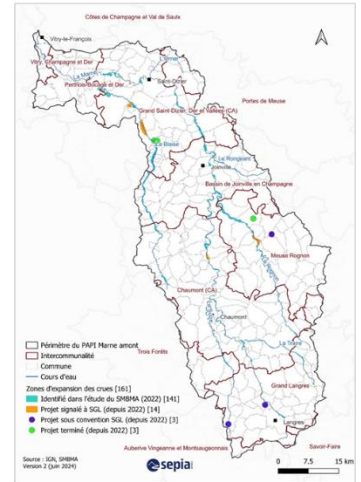 Côtes de Champagne et Val de Saulx
Vitry-le-François
Vitry, Champagne et Der
La Marne
Saint-Dizier
Perthois-Bocage et Der
Portes de Meuse
Grand Saint-Dizier, Der et Vallées (CA)
La Blaise
Le Rongeant
Joinville
Bassin de Joinville en Champagne
Meuse Rognon
Le Rognon
Chaumont (CA)
Chaumont
Trois Forêts
Grand Langres
Langres
Savoir-Faire
Auberive Vingeanne et Montsaugeonnais
Périmètre du PAPI Marne amont
Intercommunalité
Commune
Cours d'eau
Zones d'expansion des crues [161]
Identifié dans l'étude du SMBMA (2022) [141]
Projet signalé à SGL (depuis 2022) [14]
Projet sous convention SGL (depuis 2022) [3]
Projet terminé (depuis 2022) [3]
Source : IGN, SMBMA
Version 2 (juin 2024)
sepia
0 7,5 15 km